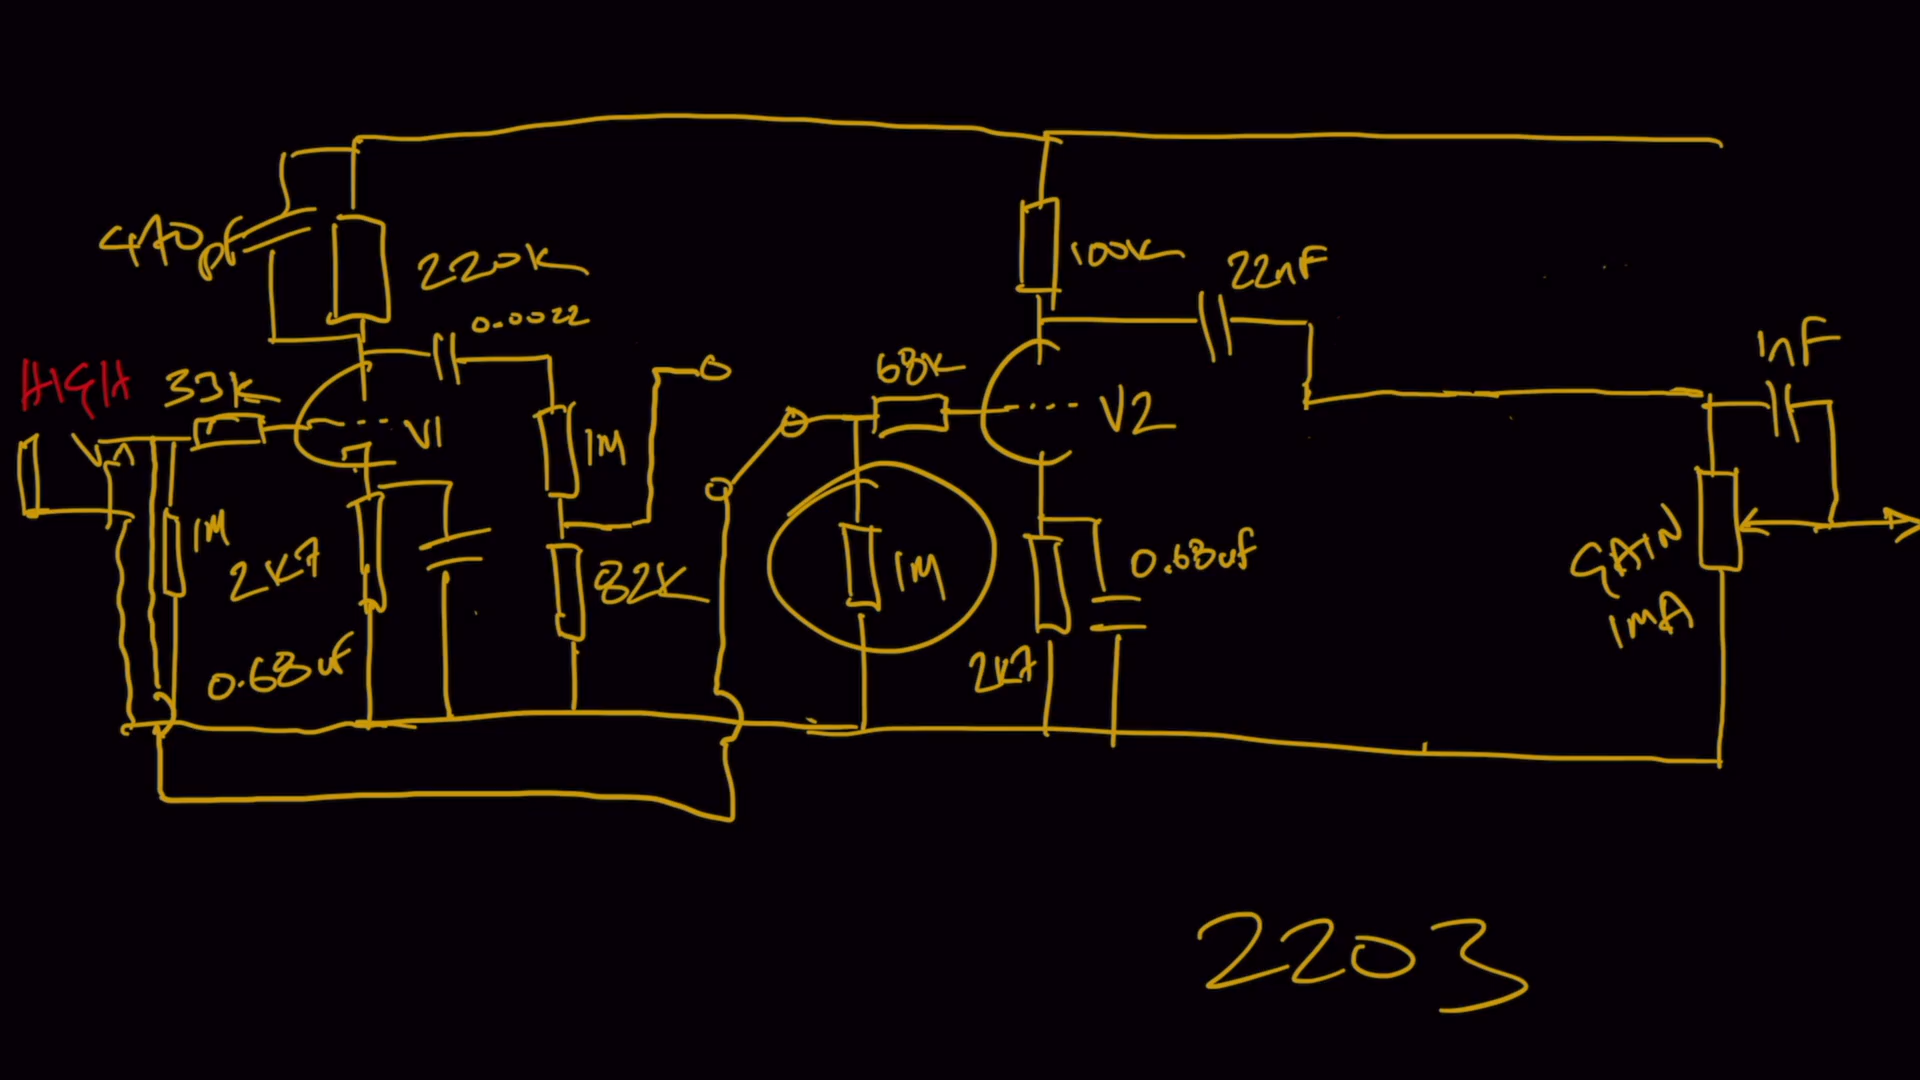 470pf
220K
0.0022
HIGH
33K
V1
1M
2K7
0.68uf
1M
82K
68K
V2
1M
100K
22nF
2K7
0.68uf
1nF
GAIN
1MA
2203